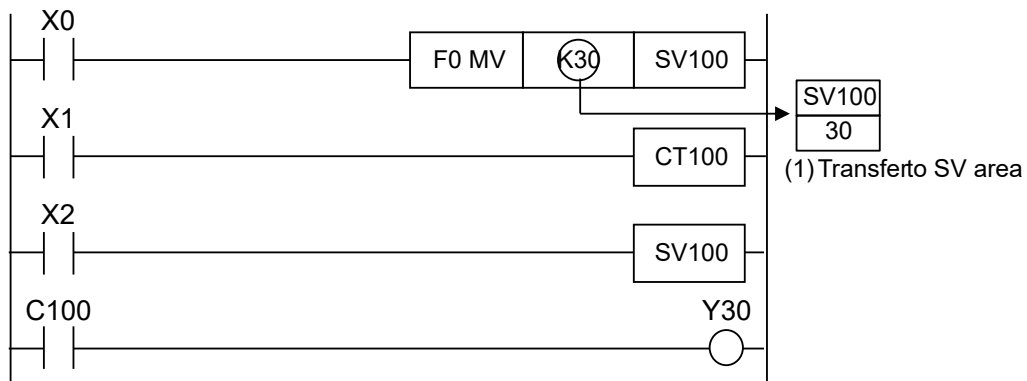 X0
F0 MV K30 SV100
SV100
30
(1) Transferto SV area
X1
CT100
X2
SV100
C100
Y30